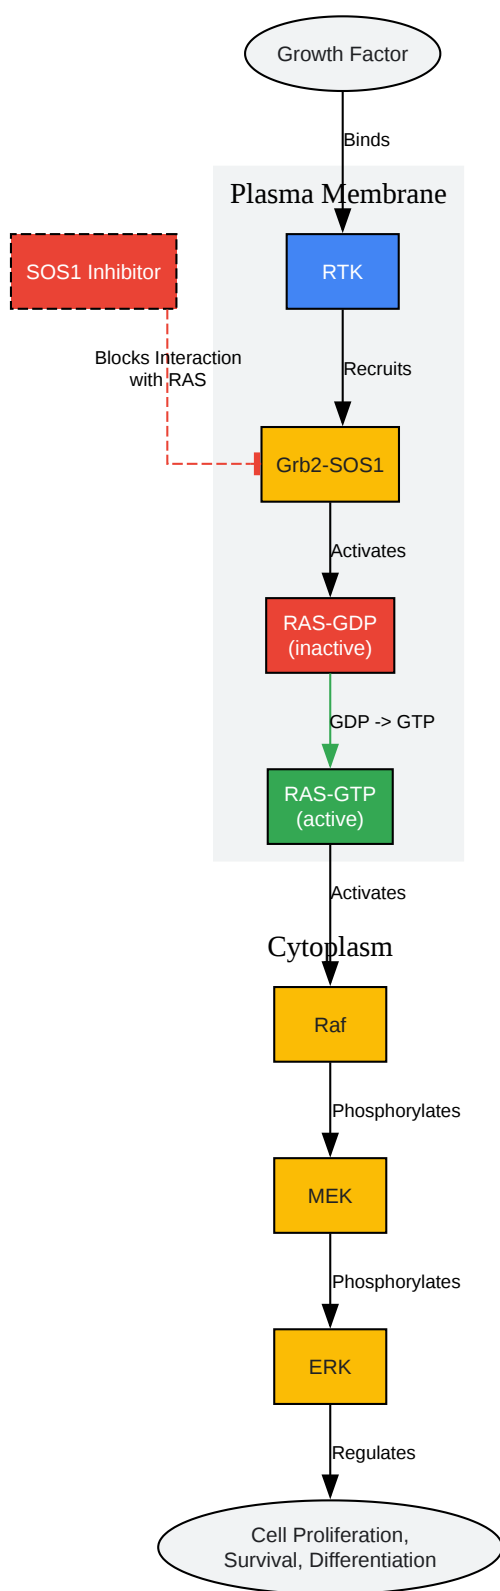 Growth Factor
Binds
Plasma Membrane
SOS1 Inhibitor
RTK
Blocks Interaction
with RAS
Recruits
Grb2-SOS1
Activates
RAS-GDP
(inactive)
GDP -> GTP
RAS-GTP
(active)
Activates
Cytoplasm
Raf
Phosphorylates
MEK
Phosphorylates
ERK
Regulates
Cell Proliferation,
Survival, Differentiation